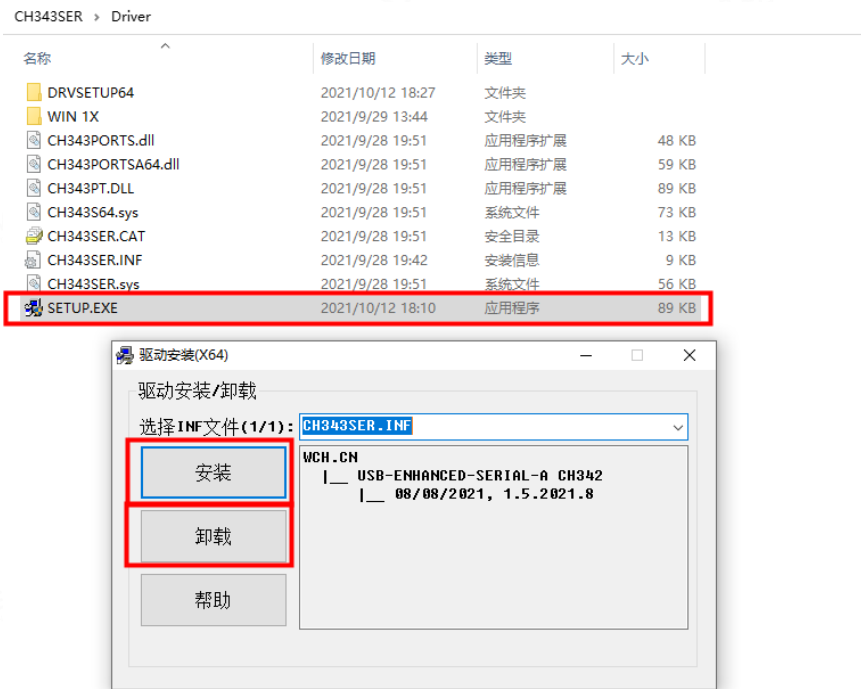 CH343SER > Driver
名称 修改日期 类型 大小
DRVSETUP64 2021/10/12 18:27 文件夹
WIN 1X 2021/9/29 13:44 文件夹
CH343PORTS.dll 2021/9/28 19:51 应用程序扩展 48 KB
CH343PORTSA64.dll 2021/9/28 19:51 应用程序扩展 59 KB
CH343PT.DLL 2021/9/28 19:51 应用程序扩展 89 KB
CH343S64.sys 2021/9/28 19:51 系统文件 73 KB
CH343SER.CAT 2021/9/28 19:51 安全目录 13 KB
CH343SER.INF 2021/9/28 19:42 安装信息 9 KB
CH343SER.sys 2021/9/28 19:51 系统文件 56 KB
SETUP.EXE 2021/10/12 18:10 应用程序 89 KB
驱动安装(X64)
驱动安装/卸载
选择INF文件(1/1): CH343SER.INF
安装
卸载
帮助
WCH.CN
|__ USB-ENHANCED-SERIAL-A CH342
|__ 08/08/2021, 1.5.2021.8